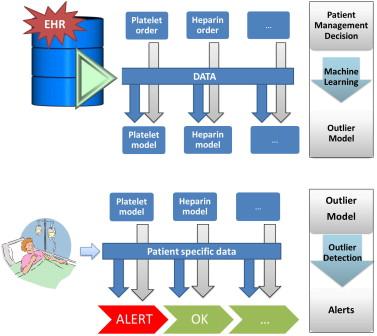 EHR
Platelet
order
Heparin
order
...
Patient
Management
Decision
DATA
Machine
Learning
Platelet
model
Heparin
model
...
Outlier
Model
Platelet
model
Heparin
model
...
Outlier
Model
Patient specific data
Outlier
Detection
ALERT
OK
...
Alerts